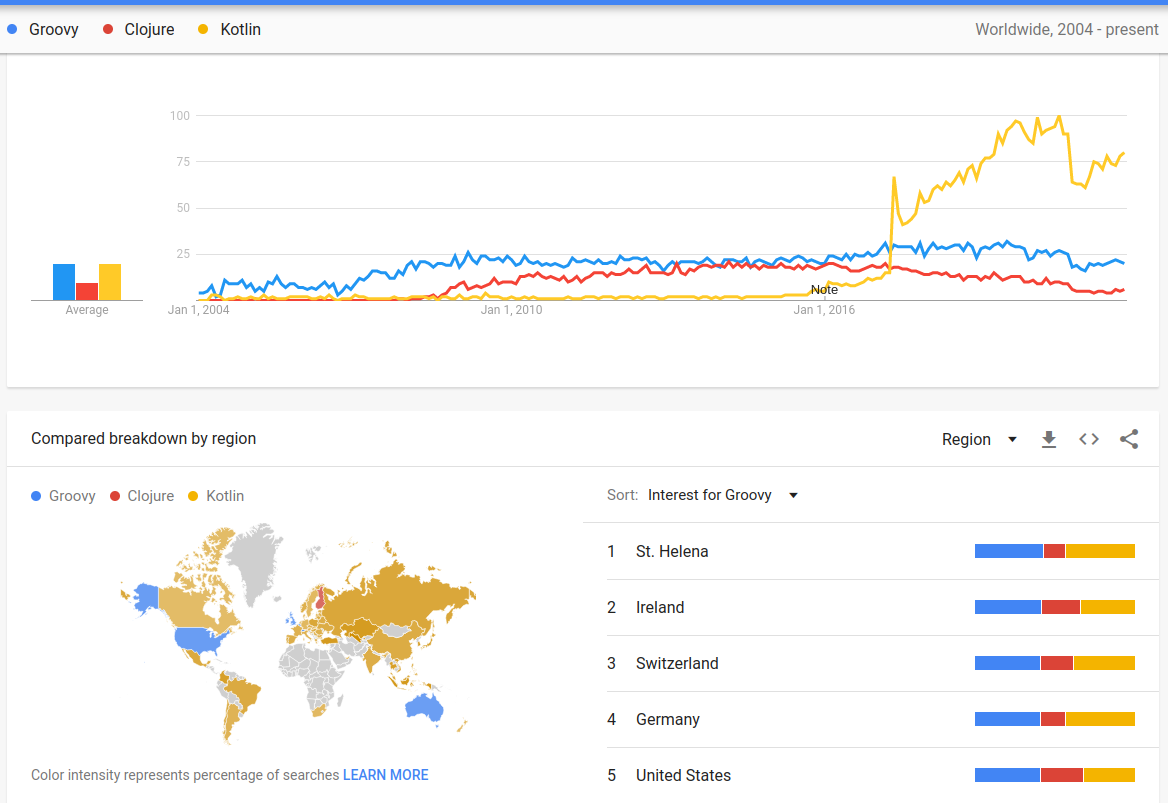 Groovy Clojure Kotlin Worldwide, 2004 - present
100
75
50
25
Note
Average Jan 1, 2004 Jan 1, 2010 Jan 1, 2016
Compared breakdown by region Region
Groovy Clojure Kotlin
Sort: Interest for Groovy
1 St. Helena
2 Ireland
3 Switzerland
4 Germany
5 United States
Color intensity represents percentage of searches LEARN MORE